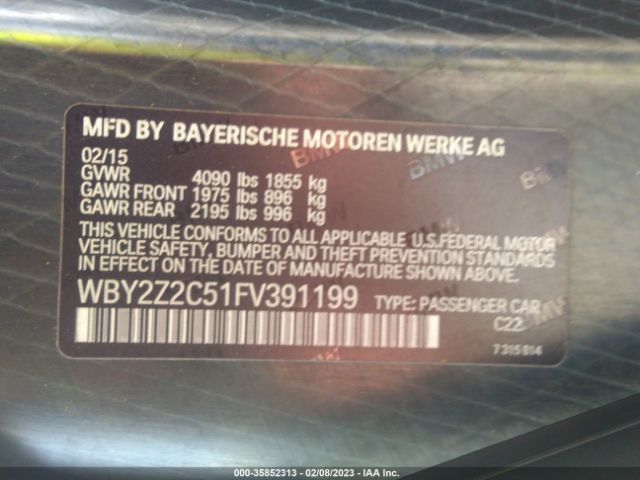 MFD BY BAYERISCHE MOTOREN WERKE AG
02/15
GVWR 4090 lbs 1855 kg
GAWR FRONT 1975 lbs 896 kg
GAWR REAR 2195 lbs 996 kg
THIS VEHICLE CONFORMS TO ALL APPLICABLE U.S.FEDERAL MOTOR
VEHICLE SAFETY, BUMPER, AND THEFT PREVENTION STANDARDS
IN EFFECT ON THE DATE OF MANUFACTURE SHOWN ABOVE.
WBY2Z2C51FV391199 TYPE: PASSENGER CAR
C22
7315814
000-35852313 - 02/08/2023 - IAA Inc.